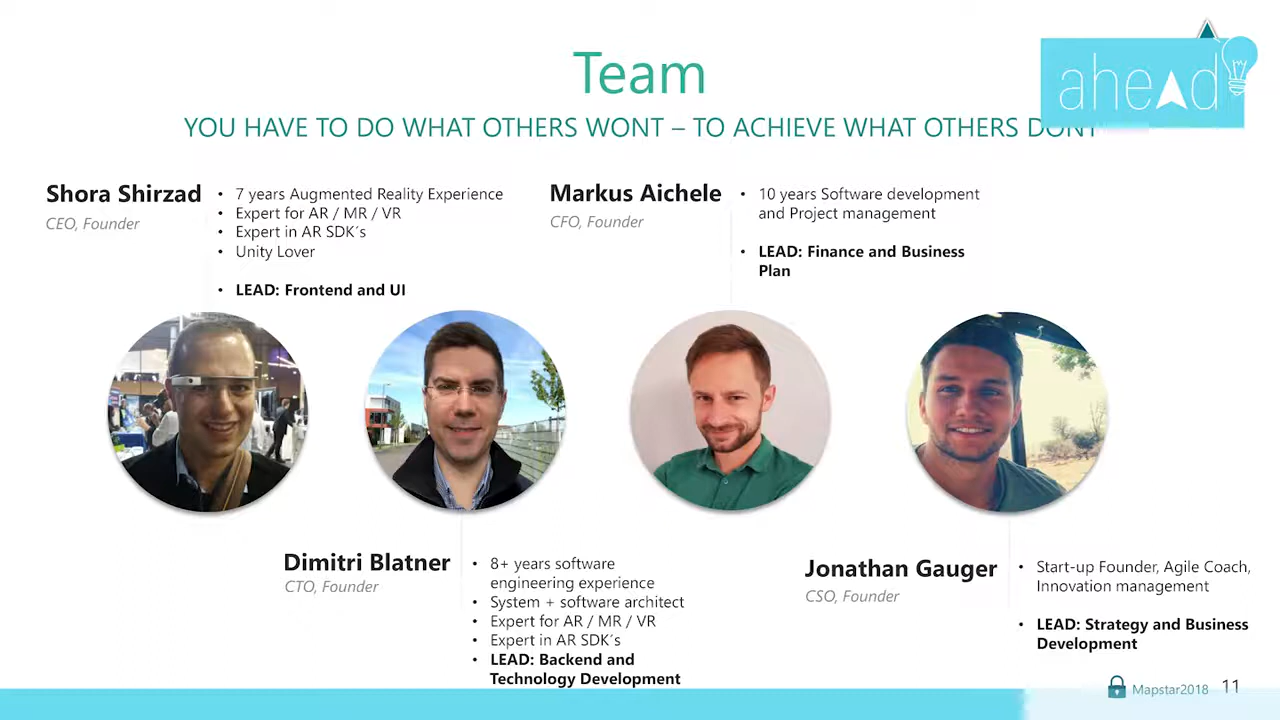 Team
ahead
YOU HAVE TO DO WHAT OTHERS WONT – TO ACHIEVE WHAT OTHERS DONT
Shora Shirzad
CEO, Founder
• 7 years Augmented Reality Experience
• Expert for AR / MR / VR
• Expert in AR SDK´s
• Unity Lover
• LEAD: Frontend and UI
Markus Aichele
CFO, Founder
• 10 years Software development
and Project management
• LEAD: Finance and Business
Plan
Dimitri Blatner
CTO, Founder
• 8+ years software
engineering experience
• System + software architect
• Expert for AR / MR / VR
• Expert in AR SDK´s
• LEAD: Backend and
Technology Development
Jonathan Gauger
CSO, Founder
• Start-up Founder, Agile Coach,
Innovation management
• LEAD: Strategy and Business
Development
Mapstar2018 11